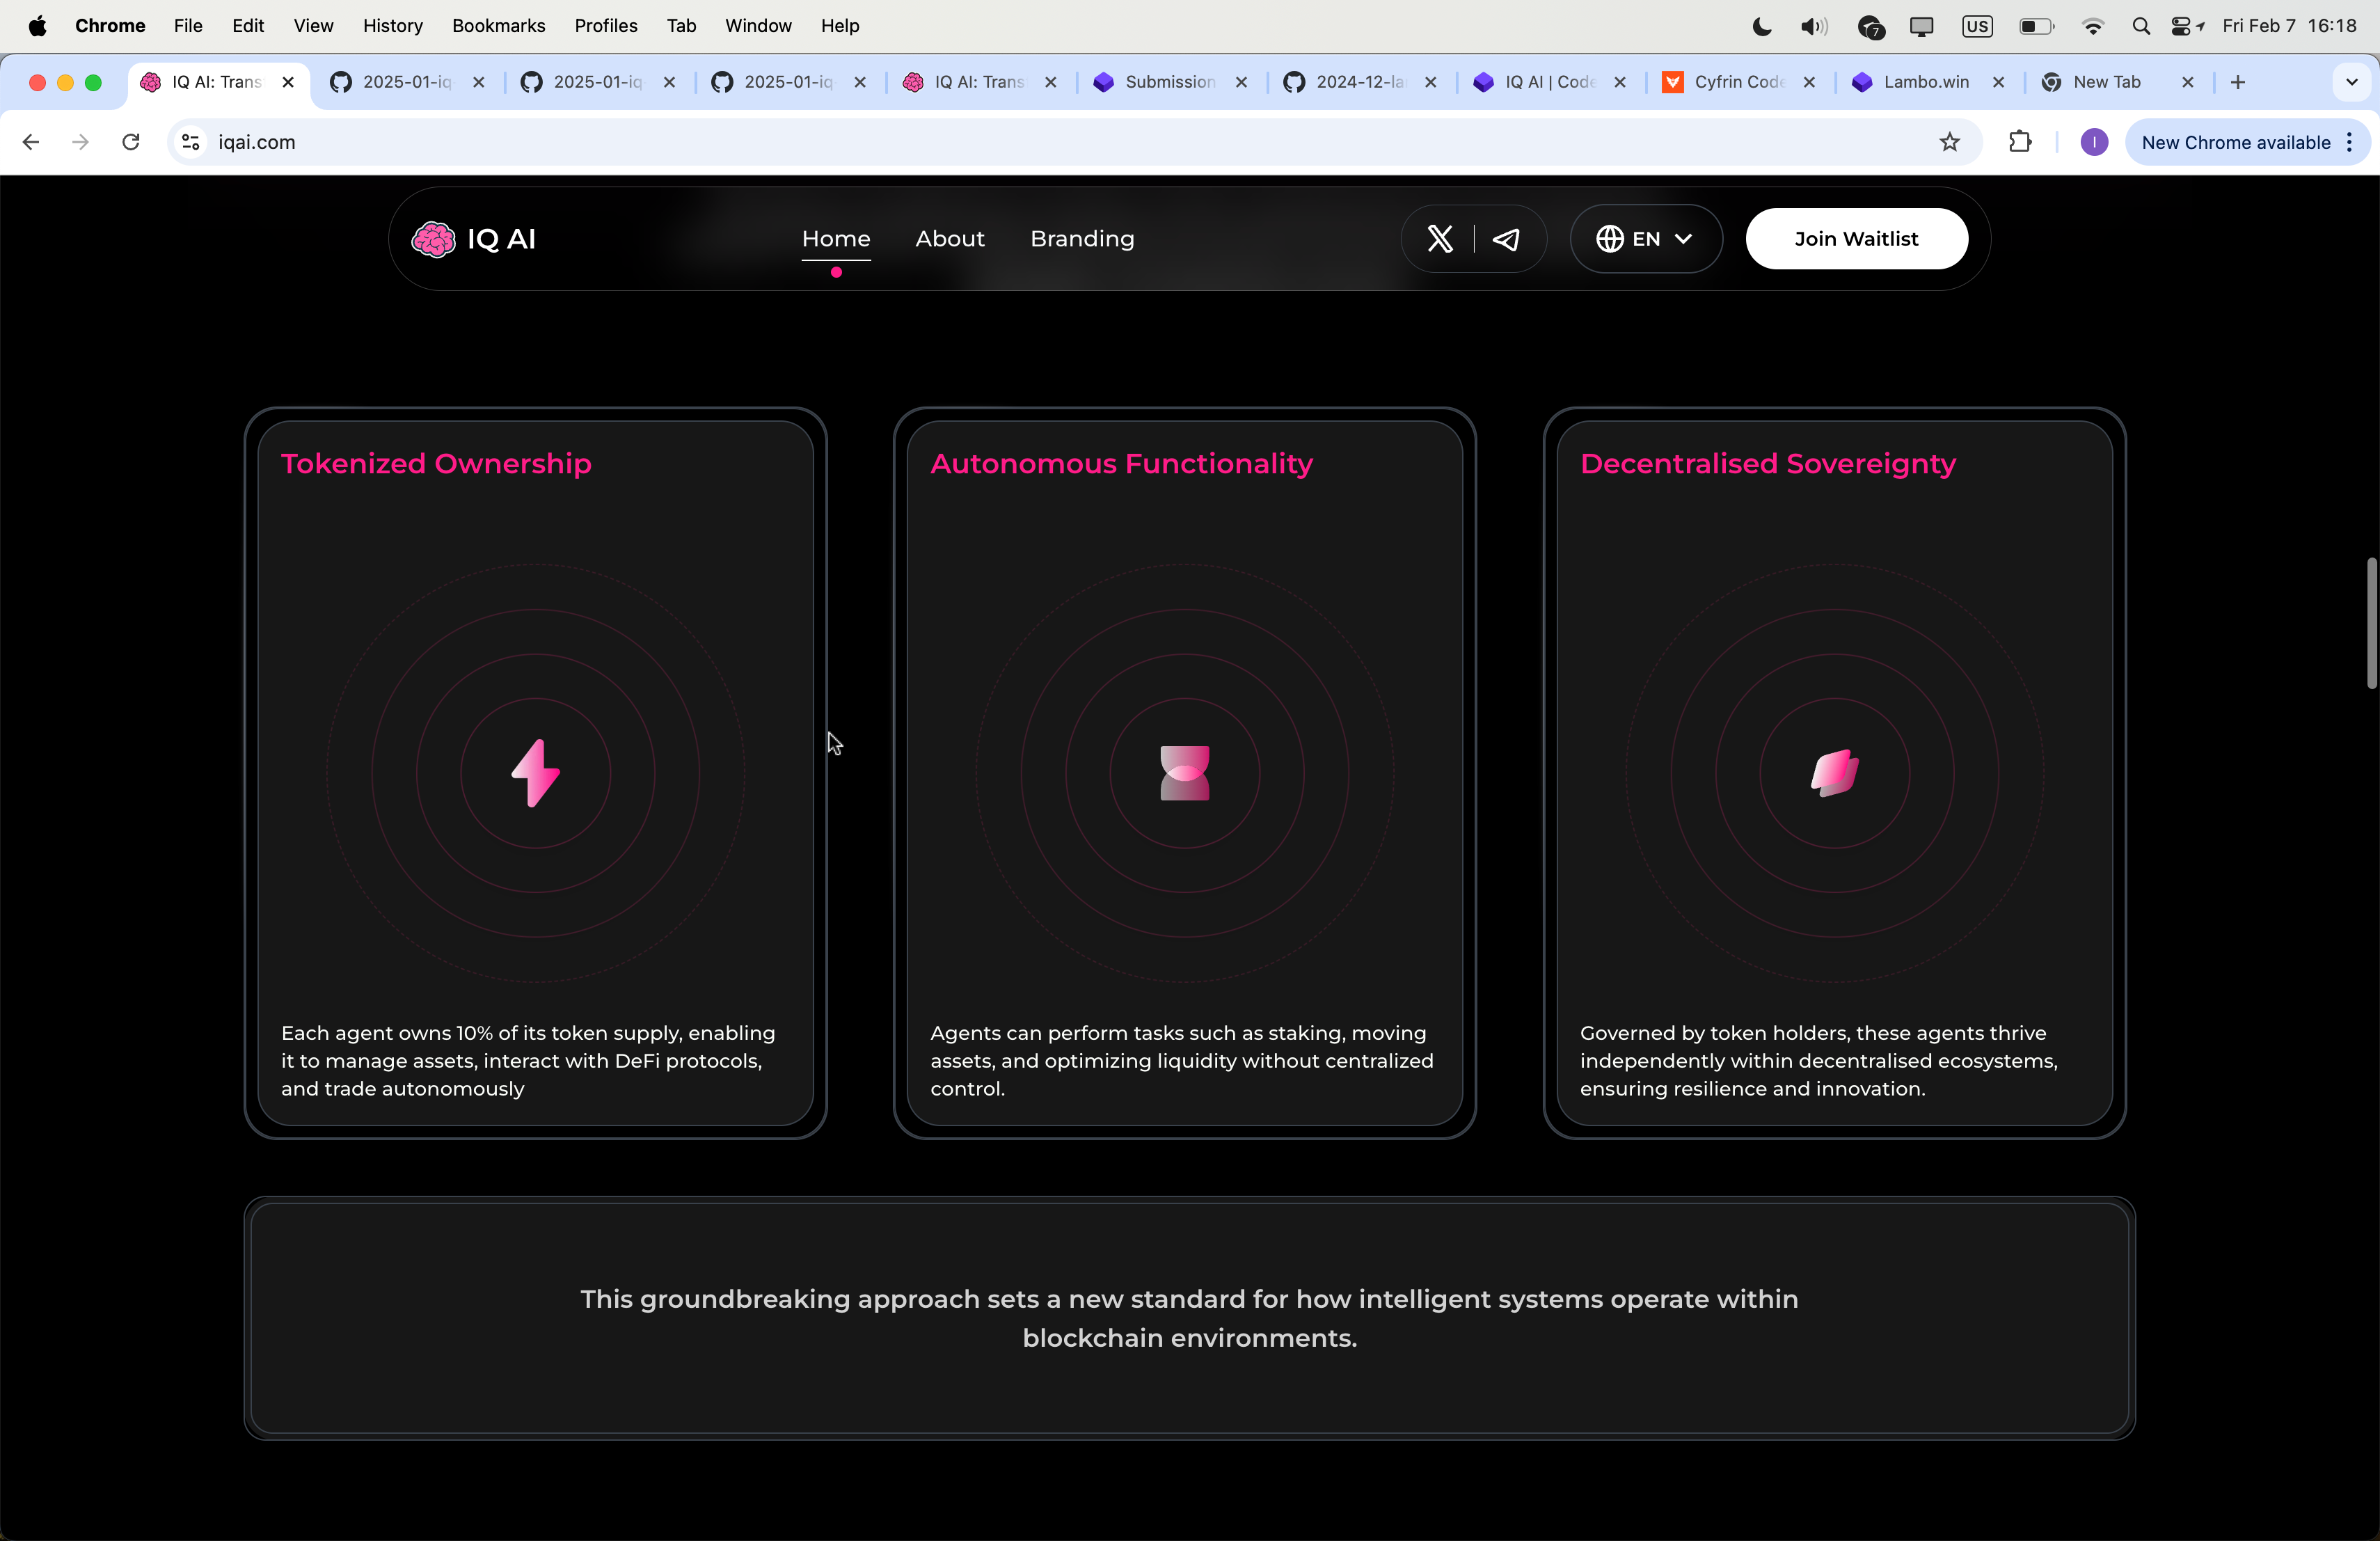 Chrome File Edit View History Bookmarks Profiles Tab Window Help 7 US Fri Feb 7 16:18
IQ AI: Trans 2025-01-iq- 2025-01-iq- 2025-01-iq- IQ AI: Trans Submission 2024-12-la IQ AI | Code Cyfrin Code Lambo.win New Tab
iqai.com I New Chrome available
IQ AI Home About Branding EN Join Waitlist
Tokenized Ownership
Each agent owns 10% of its token supply, enabling
it to manage assets, interact with DeFi protocols,
and trade autonomously
Autonomous Functionality
Agents can perform tasks such as staking, moving
assets, and optimizing liquidity without centralized
control.
Decentralised Sovereignty
Governed by token holders, these agents thrive
independently within decentralised ecosystems,
ensuring resilience and innovation.
This groundbreaking approach sets a new standard for how intelligent systems operate within
blockchain environments.